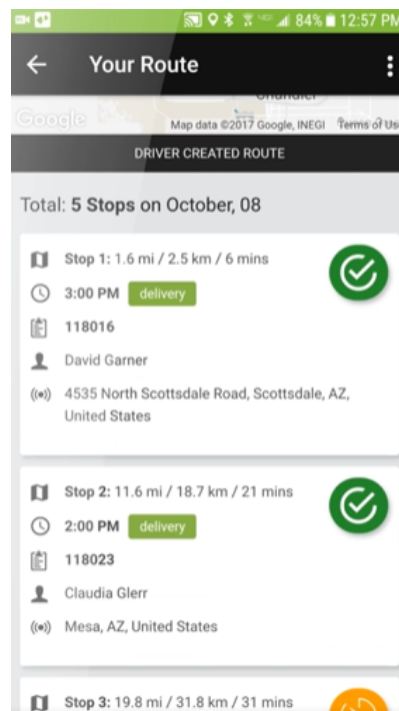 84% 12:57 PM
Your Route
Google
Map data ©2017 Google, INEGI Terms of Us
DRIVER CREATED ROUTE
Total: 5 Stops on October, 08
Stop 1: 1.6 mi / 2.5 km / 6 mins
3:00 PM delivery
118016
David Garner
4535 North Scottsdale Road, Scottsdale, AZ,
United States
Stop 2: 11.6 mi / 18.7 km / 21 mins
2:00 PM delivery
118023
Claudia Glerr
Mesa, AZ, United States
Stop 3: 19.8 mi / 31.8 km / 31 mins